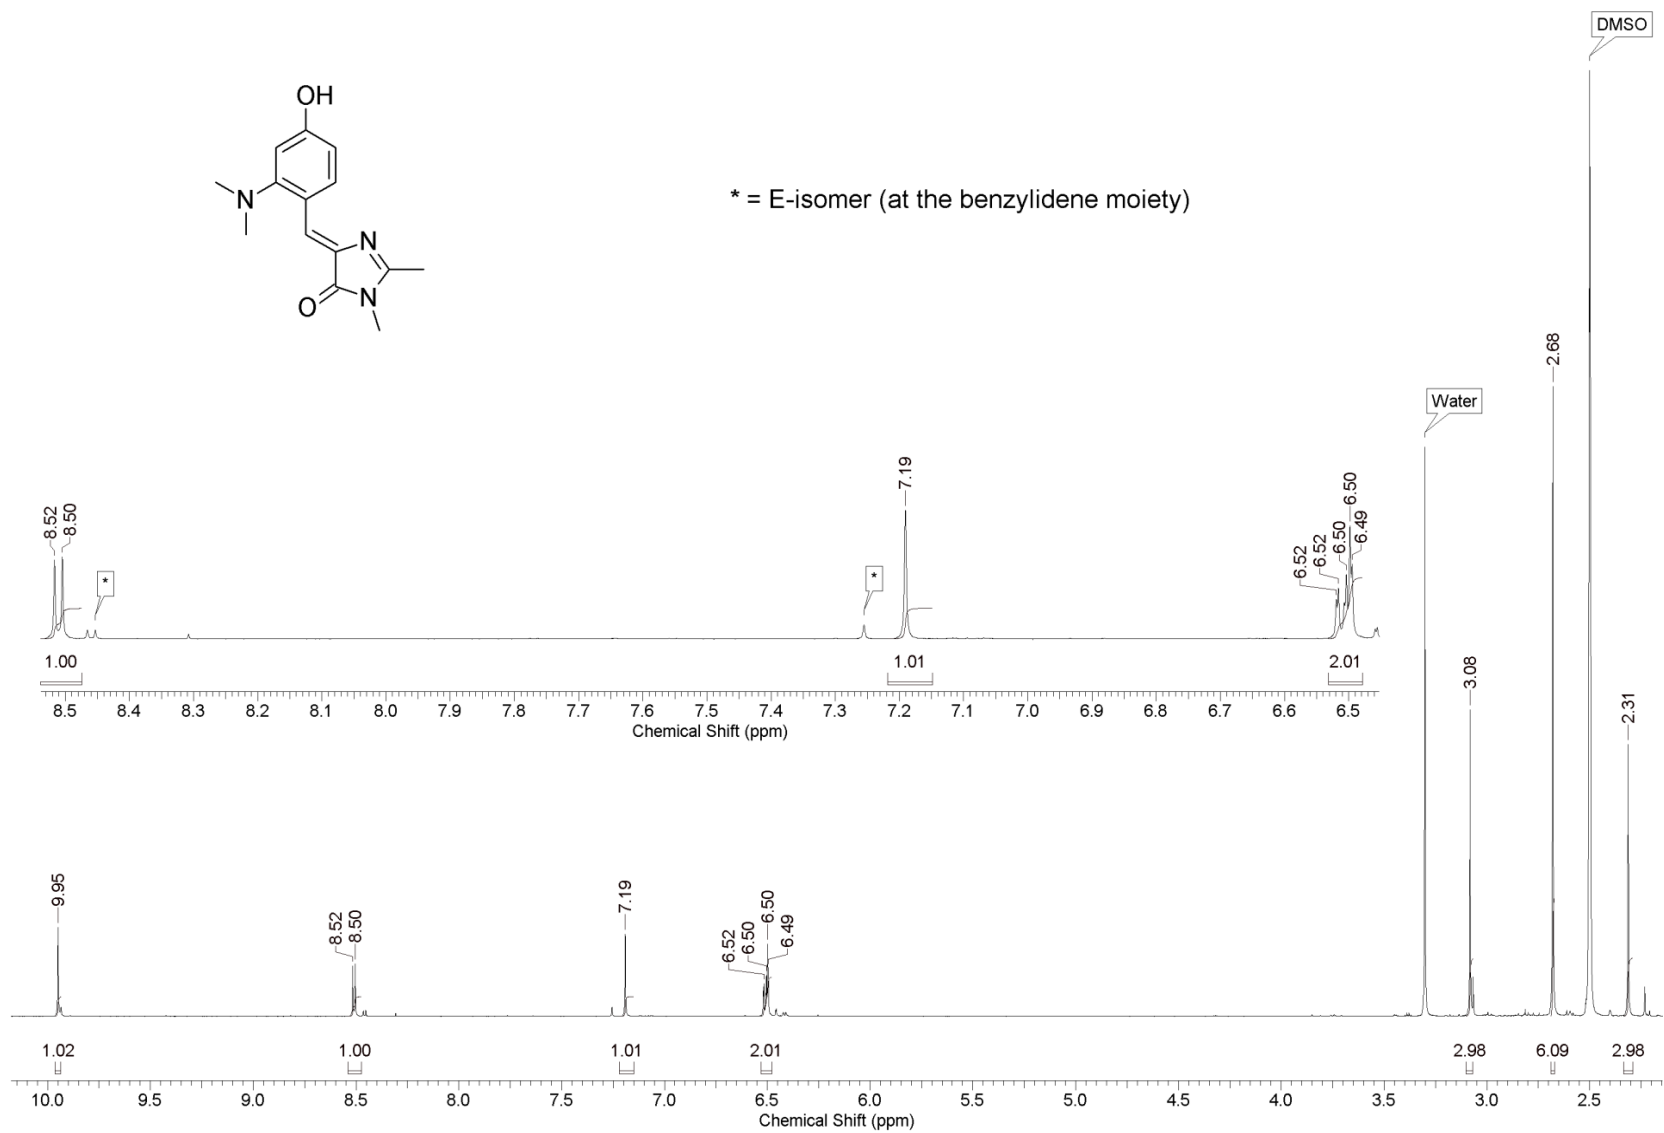 DMSO
OH
* = E-isomer (at the benzylidene moiety)
N
N
O
N
2.68
Water
8.52
8.50
*
*
7.19
6.52
6.52
6.50
6.50
6.49
3.08
2.31
1.00
1.01
2.01
8.5 8.4 8.3 8.2 8.1 8.0 7.9 7.8 7.7 7.6 7.5 7.4 7.3 7.2 7.1 7.0 6.9 6.8 6.7 6.6 6.5
Chemical Shift (ppm)
9.95
8.52
8.50
7.19
6.52
6.50
6.50
6.49
1.02 1.00 1.01 2.01 2.98 6.09 2.98
10.0 9.5 9.0 8.5 8.0 7.5 7.0 6.5 6.0 5.5 5.0 4.5 4.0 3.5 3.0 2.5
Chemical Shift (ppm)